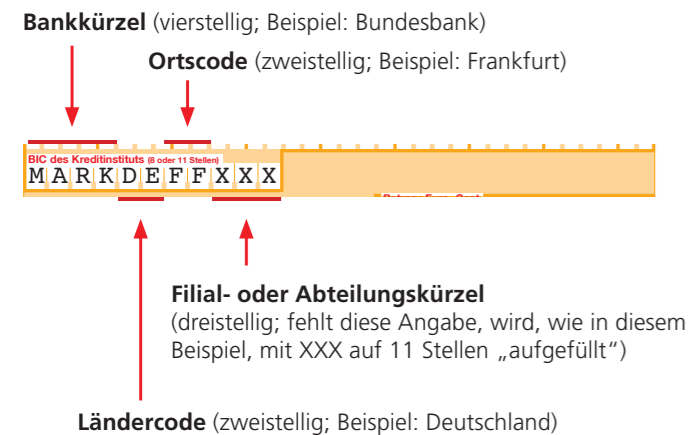 Bankkürzel (vierstellig; Beispiel: Bundesbank)
Ortscode (zweistellig; Beispiel: Frankfurt)
BIC des Kreditinstituts (8 oder 11 Stellen)
MARKDEFFXXX
Filial- oder Abteilungskürzel
(dreistellig; fehlt diese Angabe, wird, wie in diesem
Beispiel, mit XXX auf 11 Stellen „aufgefüllt“)
Ländercode (zweistellig; Beispiel: Deutschland)